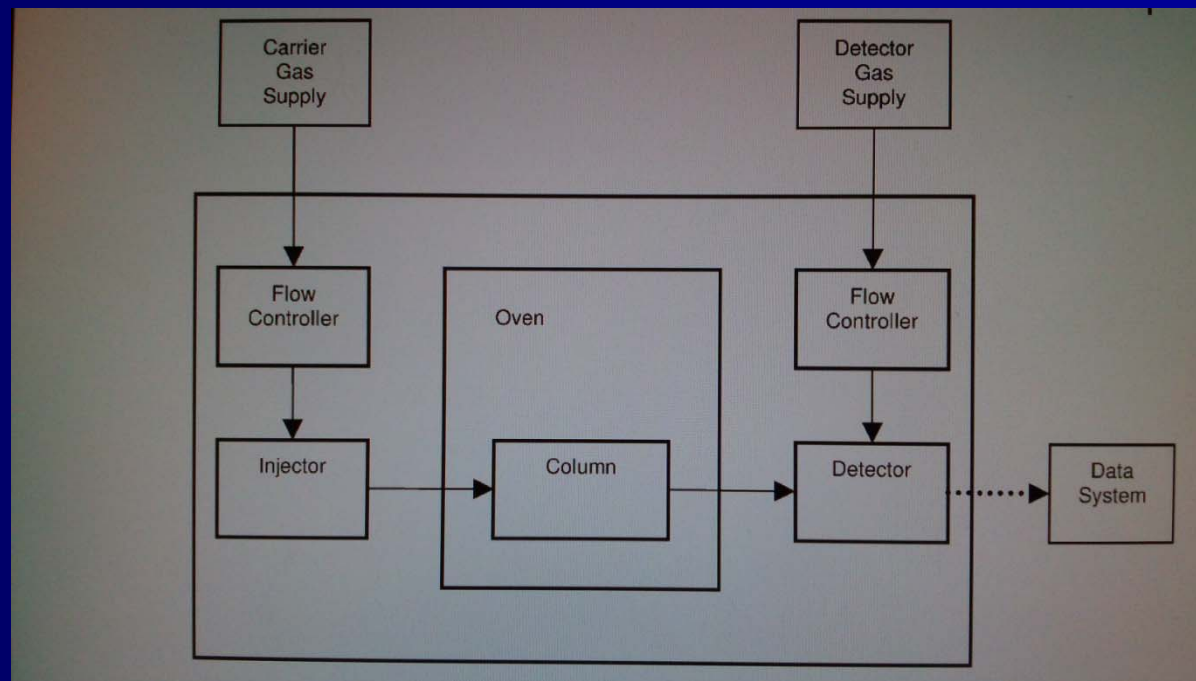 Carrier
Gas
Supply
Detector
Gas
Supply
Flow
Controller
Oven
Flow
Controller
Injector
Column
Detector
Data
System